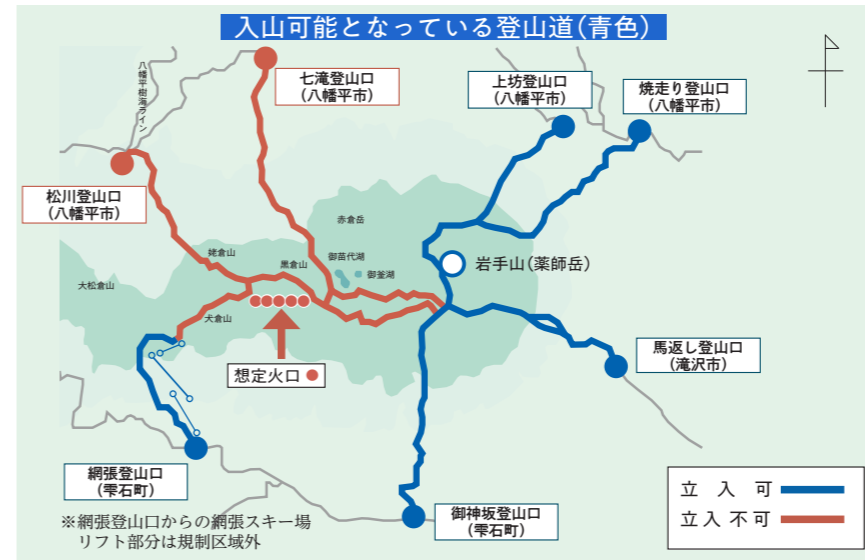 入山可能となっている登山道(青色)
八幡平樹海ライン
七滝登山口
(八幡平市)
上坊登山口
(八幡平市)
焼走り登山口
(八幡平市)
松川登山口
(八幡平市)
赤倉岳
姥倉山
黒倉山
御苗代湖
御釜湖
岩手山(薬師岳)
大松倉山
犬倉山
想定火口
馬返し登山口
(滝沢市)
網張登山口
(雫石町)
御神坂登山口
(雫石町)
※網張登山口からの網張スキー場
リフト部分は規制区域外
立入可
立入不可